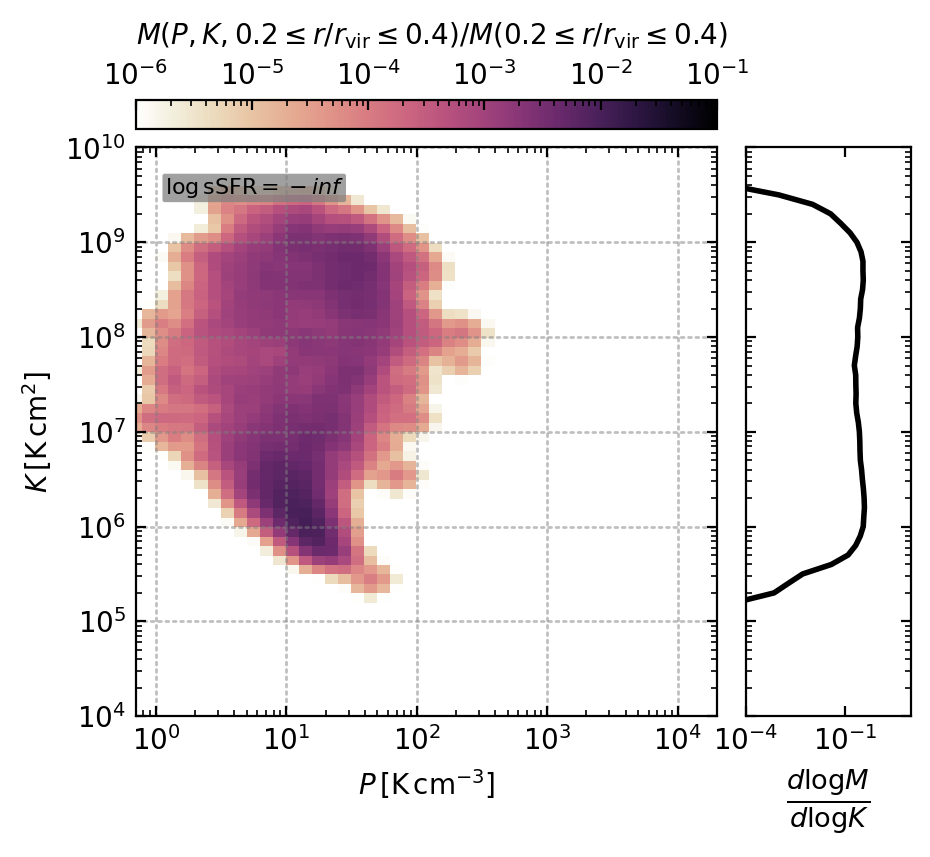 M(P, K, 0.2 ≤ r/r_vir ≤ 0.4)/M(0.2 ≤ r/r_vir ≤ 0.4)
10^−6 10^−5 10^−4 10^−3 10^−2 10^−1
log sSFR = −inf
10^10
10^9
10^8
10^7
10^6
10^5
10^4
K [K cm^2]
10^0 10^1 10^2 10^3 10^4
P [K cm^−3]
10^−4 10^−1
dlogM
dlogK